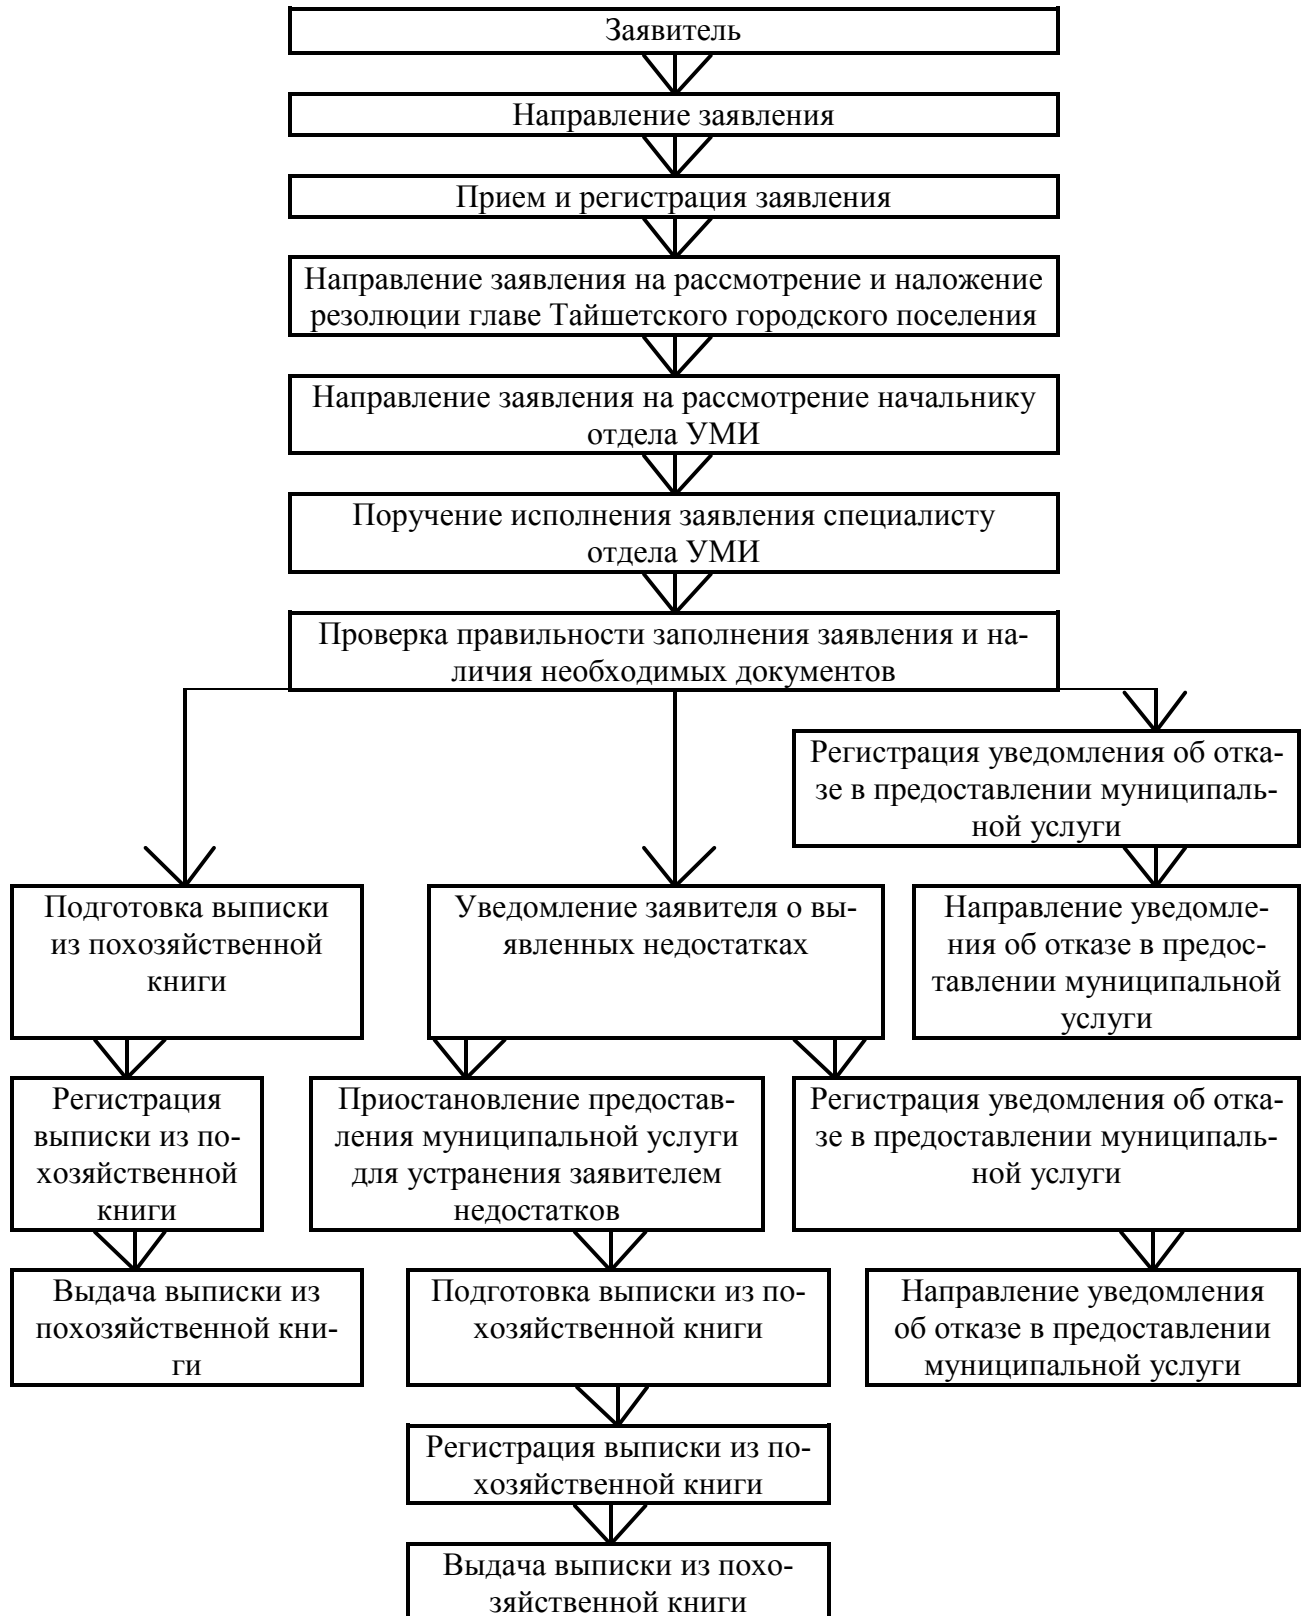 Заявитель
Направление заявления
Прием и регистрация заявления
Направление заявления на рассмотрение и наложение
резолюции главе Тайшетского городского поселения
Направление заявления на рассмотрение начальнику
отдела УМИ
Поручение исполнения заявления специалисту
отдела УМИ
Проверка правильности заполнения заявления и на-
личия необходимых документов
Регистрация уведомления об отка-
зе в предоставлении муниципаль-
ной услуги
Подготовка выписки
из похозяйственной
книги
Уведомление заявителя о вы-
явленных недостатках
Направление уведомле-
ния об отказе в предос-
тавлении муниципальной
услуги
Регистрация
выписки из по-
хозяйственной
книги
Приостановление предостав-
ления муниципальной услуги
для устранения заявителем
недостатков
Регистрация уведомления об отка-
зе в предоставлении муниципаль-
ной услуги
Выдача выписки из
похозяйственной кни-
ги
Подготовка выписки из по-
хозяйственной книги
Направление уведомления
об отказе в предоставлении
муниципальной услуги
Регистрация выписки из по-
хозяйственной книги
Выдача выписки из похо-
зяйственной книги